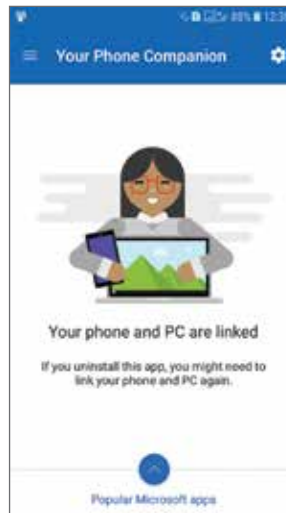 Your Phone Companion
Your phone and PC are linked
If you uninstall this app, you might need to
link your phone and PC again.
Popular Microsoft apps